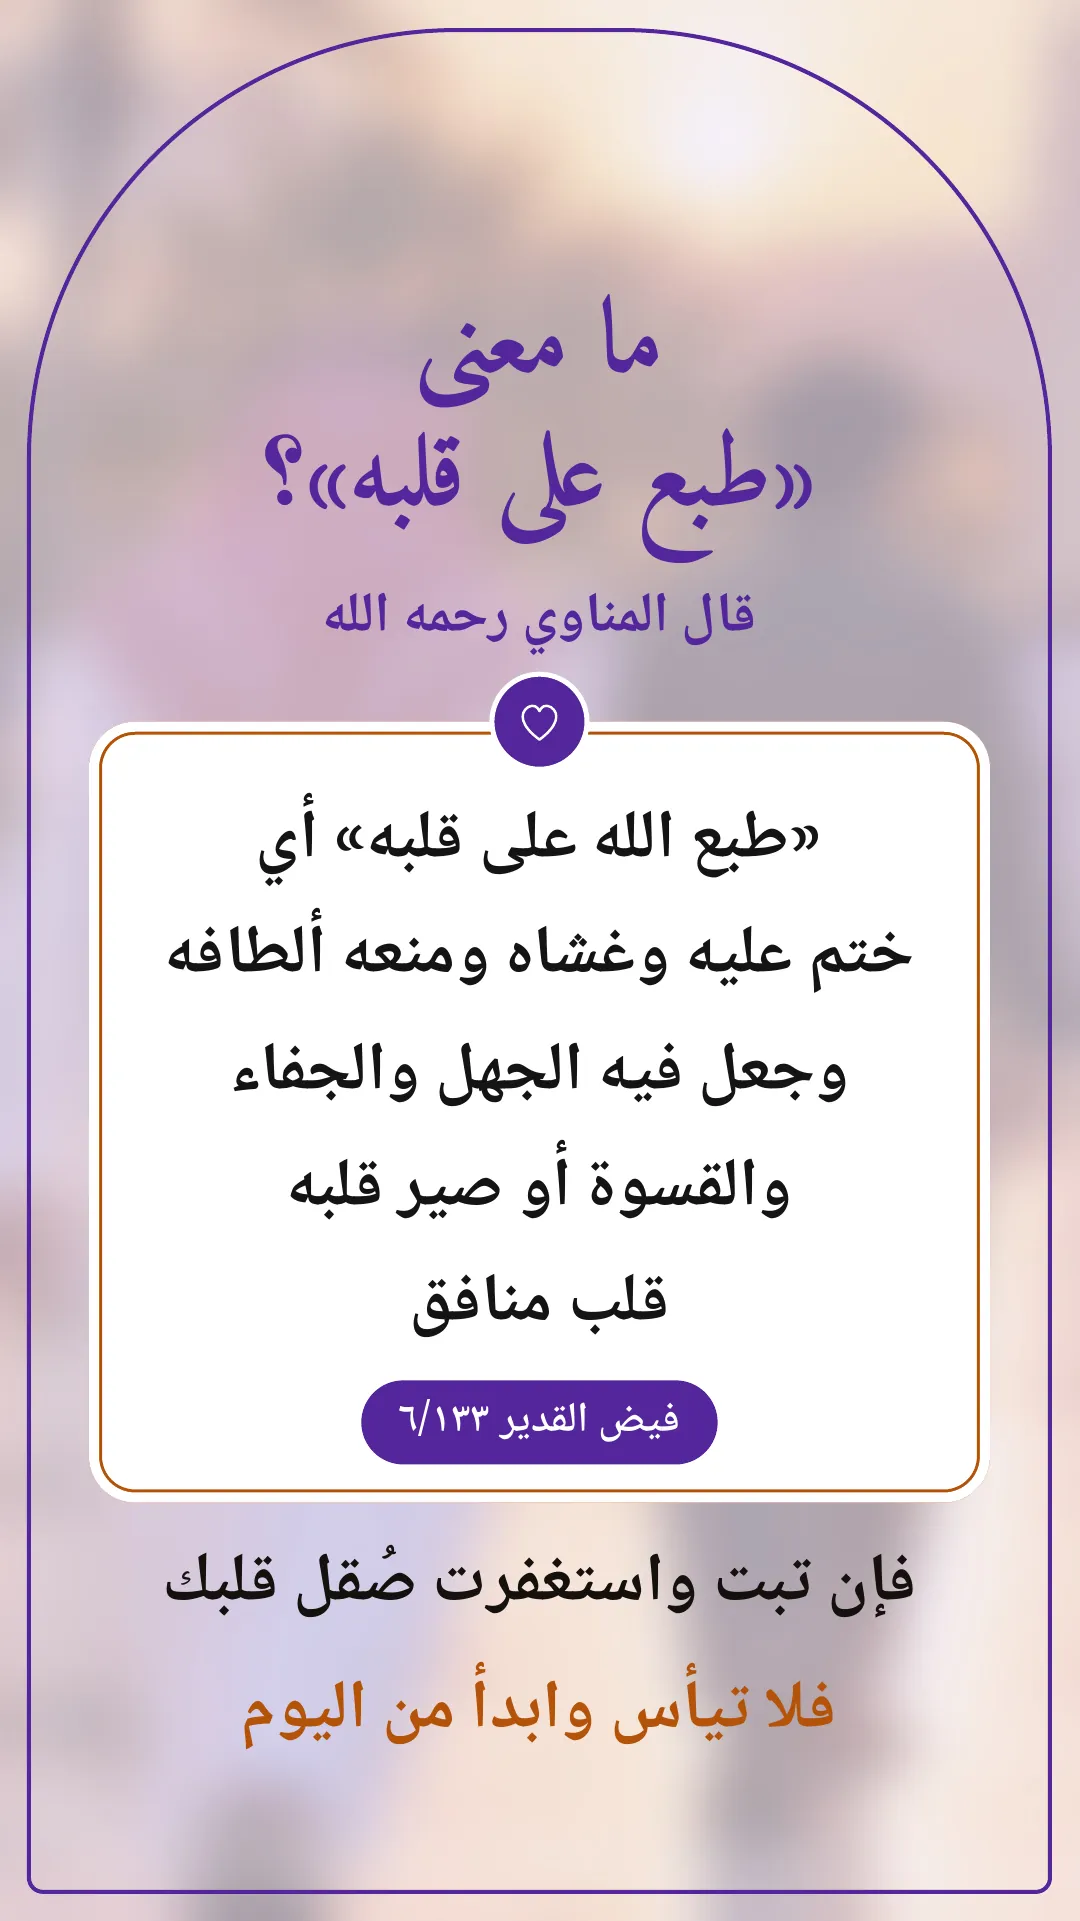 ما معنى
«طبع على قلبه»؟
قال المناوي رحمه الله
«طبع الله على قلبه» أي
ختم عليه وغشاه ومنعه ألطافه
وجعل فيه الجهل والجفاء
والقسوة أو صير قلبه
قلب منافق
فيض القدير ٦/١٣٣
فإن تبت واستغفرت صُقل قلبك
فلا تيأس وابدأ من اليوم